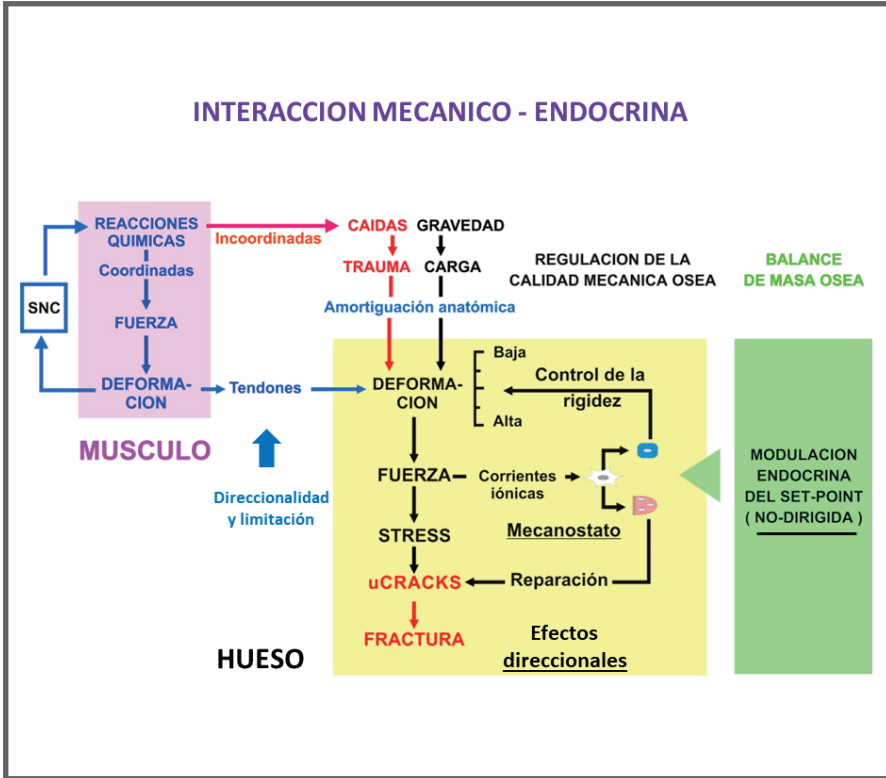 INTERACCION MECANICO - ENDOCRINA
REACCIONES
QUIMICAS
Coordinadas
FUERZA
DEFORMA-
CION
SNC
MUSCULO
Incoordinadas
Tendones
Direccionalidad
y limitación
CAIDAS
GRAVEDAD
TRAUMA
CARGA
Amortiguación anatómica
REGULACION DE LA
CALIDAD MECANICA OSEA
BALANCE
DE MASA OSEA
DEFORMA-
CION
Baja
Alta
Control de la
rigidez
FUERZA
Corrientes
iónicas
Mecanostato
STRESS
uCRACKS
Reparación
FRACTURA
Efectos
direccionales
HUESO
MODULACION
ENDOCRINA
DEL SET-POINT
( NO-DIRIGIDA )